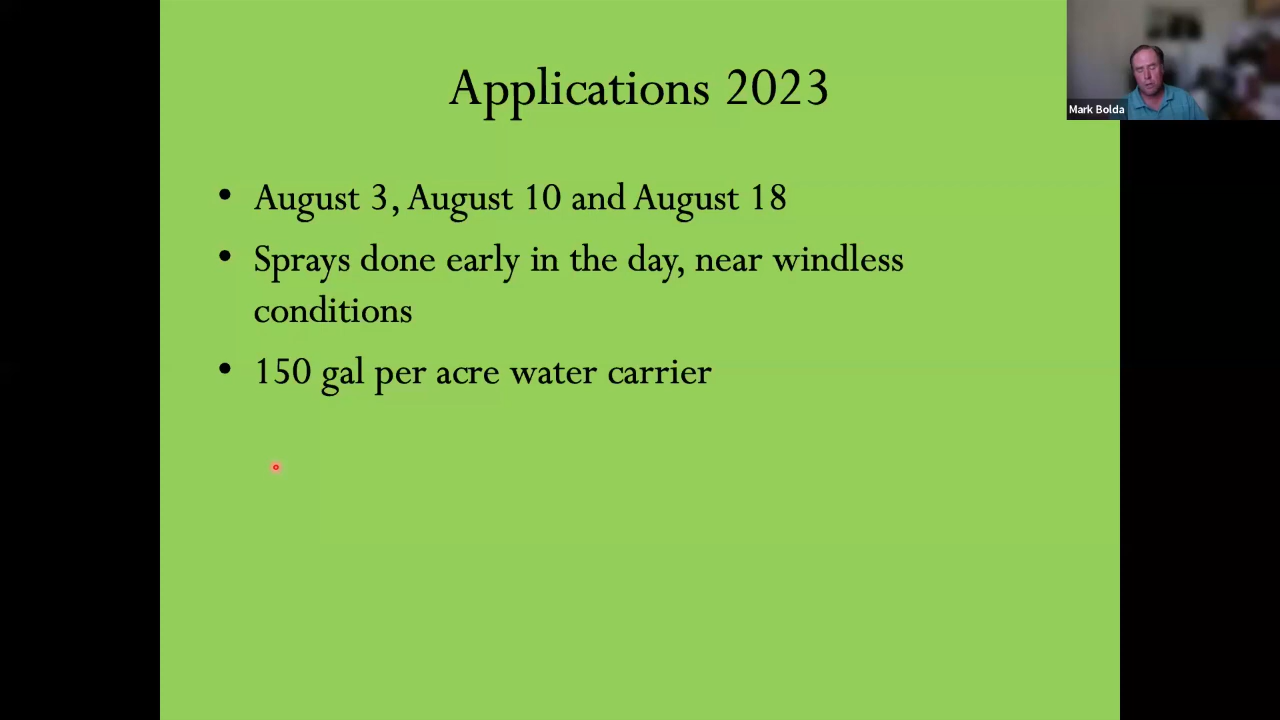 Applications 2023
Mark Bolda
• August 3, August 10 and August 18
• Sprays done early in the day, near windless
conditions
• 150 gal per acre water carrier